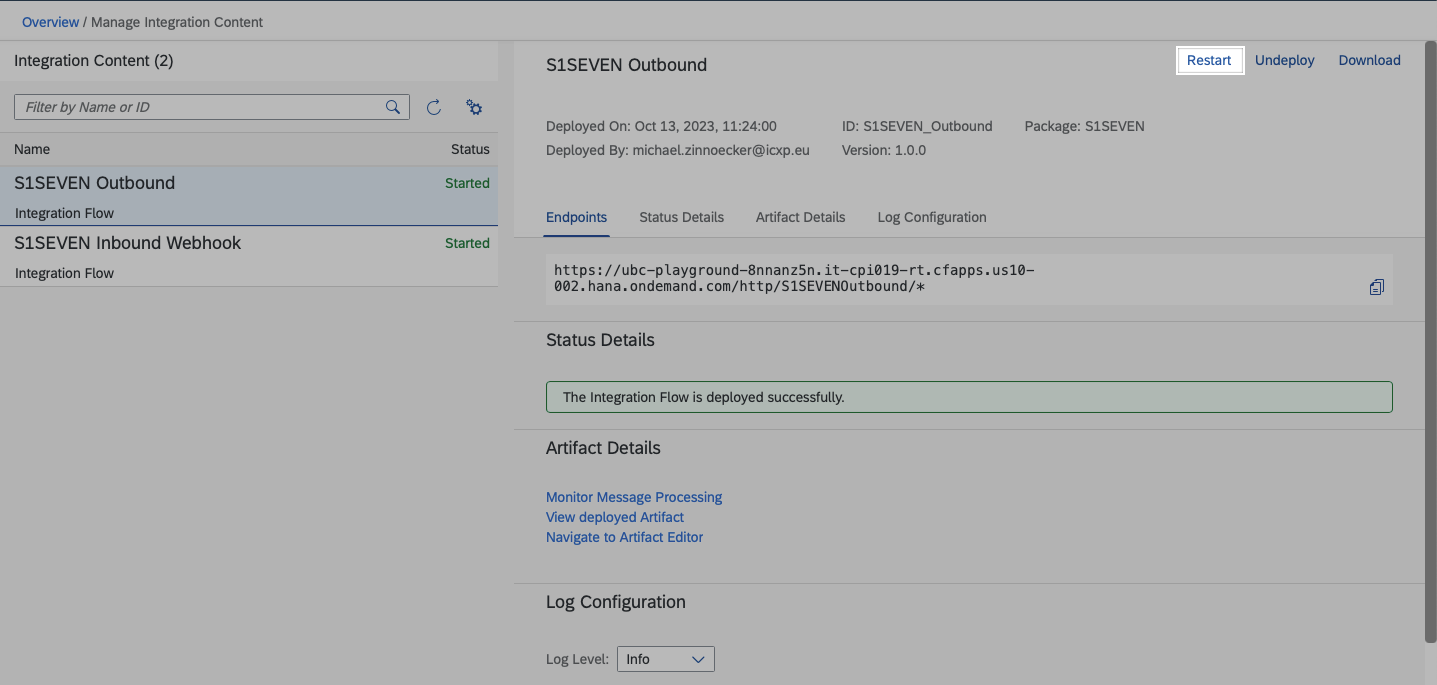 Overview / Manage Integration Content
Integration Content (2)
Filter by Name or ID
Name Status
S1SEVEN Outbound Started
Integration Flow
S1SEVEN Inbound Webhook Started
Integration Flow
S1SEVEN Outbound
Restart Undeploy Download
Deployed On: Oct 13, 2023, 11:24:00 ID: S1SEVEN_Outbound Package: S1SEVEN
Deployed By: michael.zinnoecker@icxp.eu Version: 1.0.0
Endpoints Status Details Artifact Details Log Configuration
https://ubc-playground-8nnanz5n.it-cpi019-rt.cfapps.us10-
002.hana.ondemand.com/http/S1SEVENOutbound/*
Status Details
The Integration Flow is deployed successfully.
Artifact Details
Monitor Message Processing
View deployed Artifact
Navigate to Artifact Editor
Log Configuration
Log Level: Info